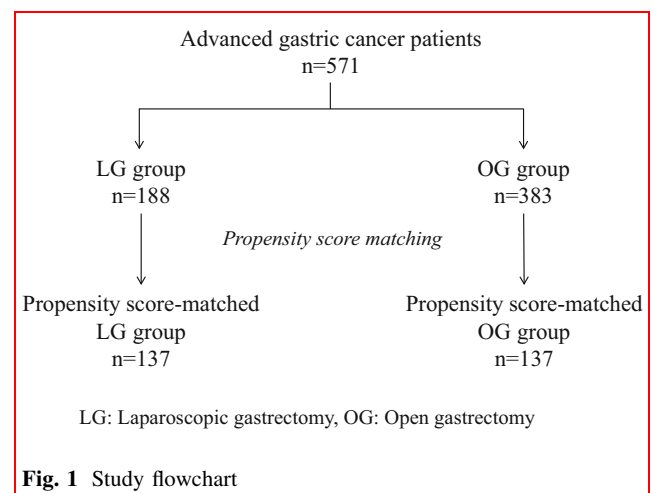 Advanced gastric cancer patients
n=571
LG group
n=188
OG group
n=383
Propensity score matching
Propensity score-matched
LG group
n=137
Propensity score-matched
OG group
n=137
LG: Laparoscopic gastrectomy, OG: Open gastrectomy
Fig. 1 Study flowchart